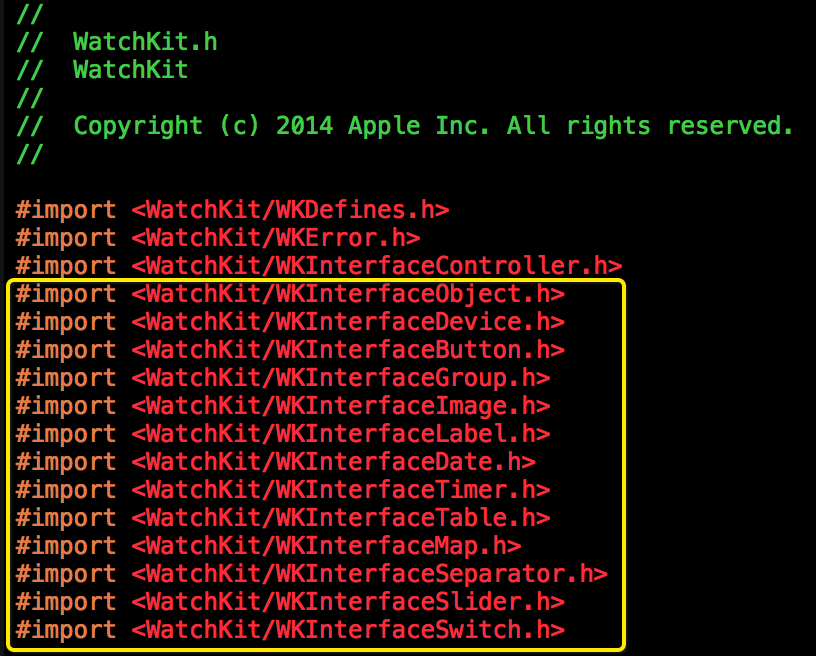 //
//  WatchKit.h
//  WatchKit
//
//  Copyright (c) 2014 Apple Inc. All rights reserved.
//
#import <WatchKit/WKDefines.h>
#import <WatchKit/WKError.h>
#import <WatchKit/WKInterfaceController.h>
#import <WatchKit/WKInterfaceObject.h>
#import <WatchKit/WKInterfaceDevice.h>
#import <WatchKit/WKInterfaceButton.h>
#import <WatchKit/WKInterfaceGroup.h>
#import <WatchKit/WKInterfaceImage.h>
#import <WatchKit/WKInterfaceLabel.h>
#import <WatchKit/WKInterfaceDate.h>
#import <WatchKit/WKInterfaceTimer.h>
#import <WatchKit/WKInterfaceTable.h>
#import <WatchKit/WKInterfaceMap.h>
#import <WatchKit/WKInterfaceSeparator.h>
#import <WatchKit/WKInterfaceSlider.h>
#import <WatchKit/WKInterfaceSwitch.h>